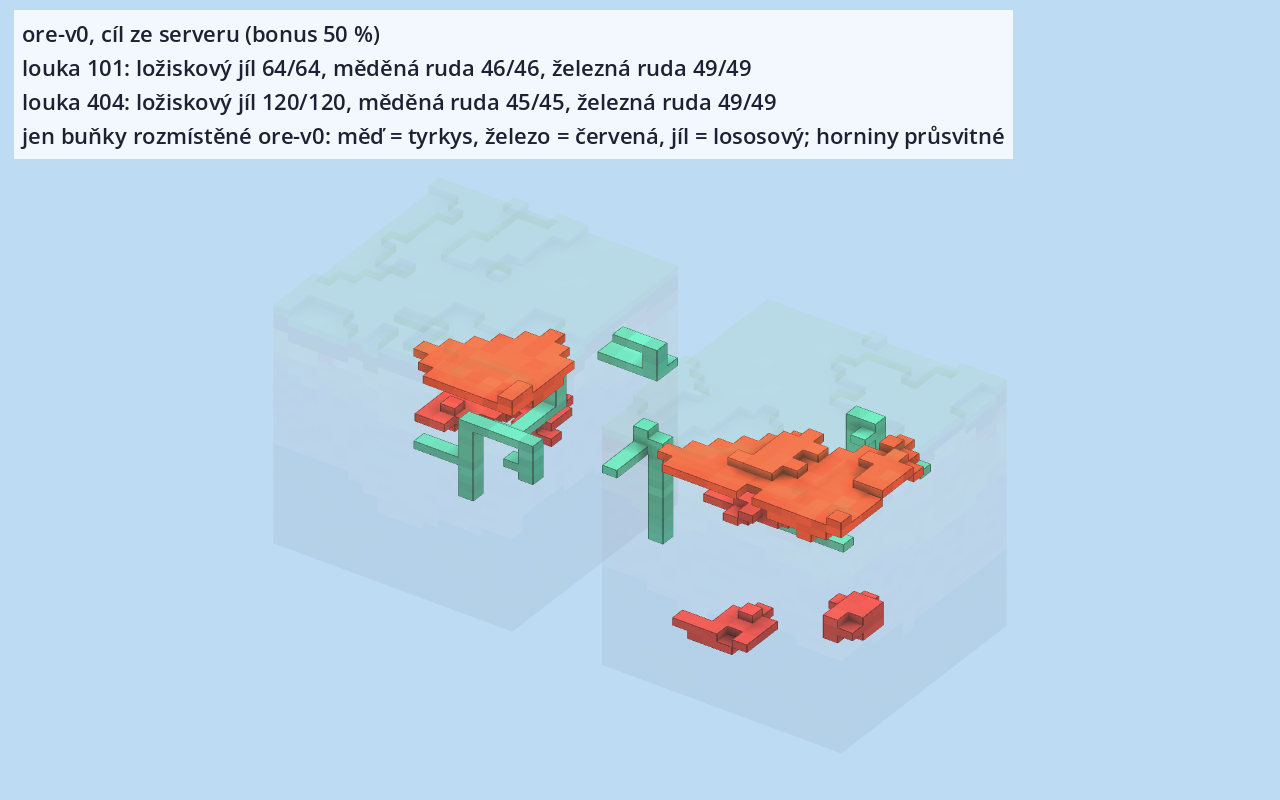 ore-v0, cíl ze serveru (bonus 50 %)
louka 101: ložiskový jíl 64/64, měděná ruda 46/46, železná ruda 49/49
louka 404: ložiskový jíl 120/120, měděná ruda 45/45, železná ruda 49/49
jen buňky rozmístěné ore-v0: měď = tyrkys, železo = červená, jíl = lososový; horniny průsvitné